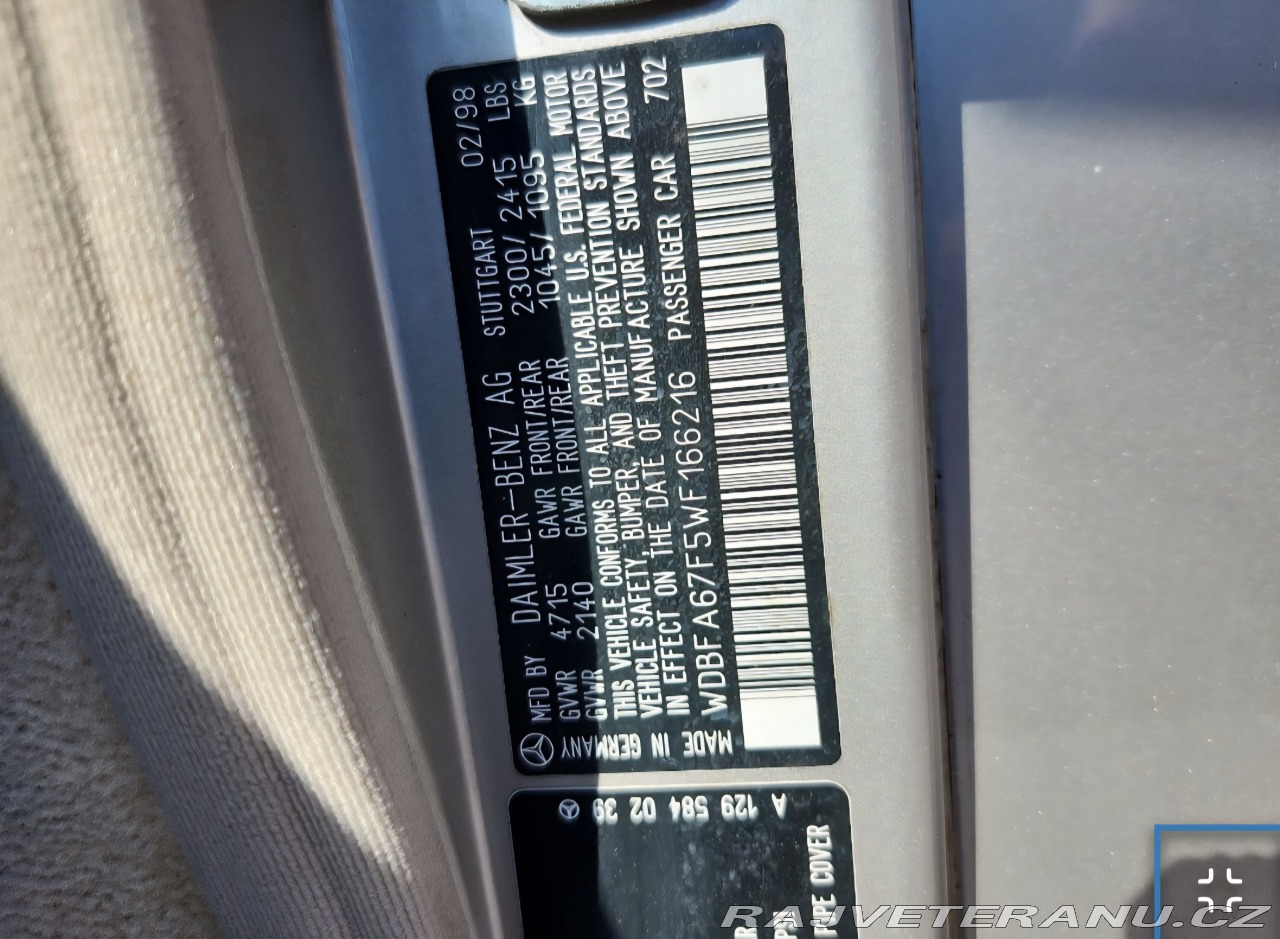 MFD BY DAIMLER-BENZ AG STUTTGART 02/98
GVWR 4715 GAWR FRONT/REAR 2300/2415 LBS
GVWR 2140 GAWR FRONT/REAR 1045/1095 KG
THIS VEHICLE CONFORMS TO ALL APPLICABLE U.S. FEDERAL MOTOR
VEHICLE SAFETY, BUMPER, AND THEFT PREVENTION STANDARDS
IN EFFECT ON THE DATE OF MANUFACTURE SHOWN ABOVE
WDBFA67F5WF166216 PASSENGER CAR 702
MADE IN GERMANY
A 129 584 02 39
PIPE COVER
RAJVETERANU.CZ